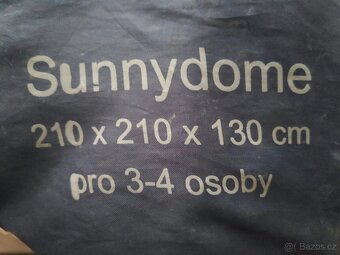 Sunnydome
210 x 210 x 130 cm
pro 3-4 osoby
Bazos.cz